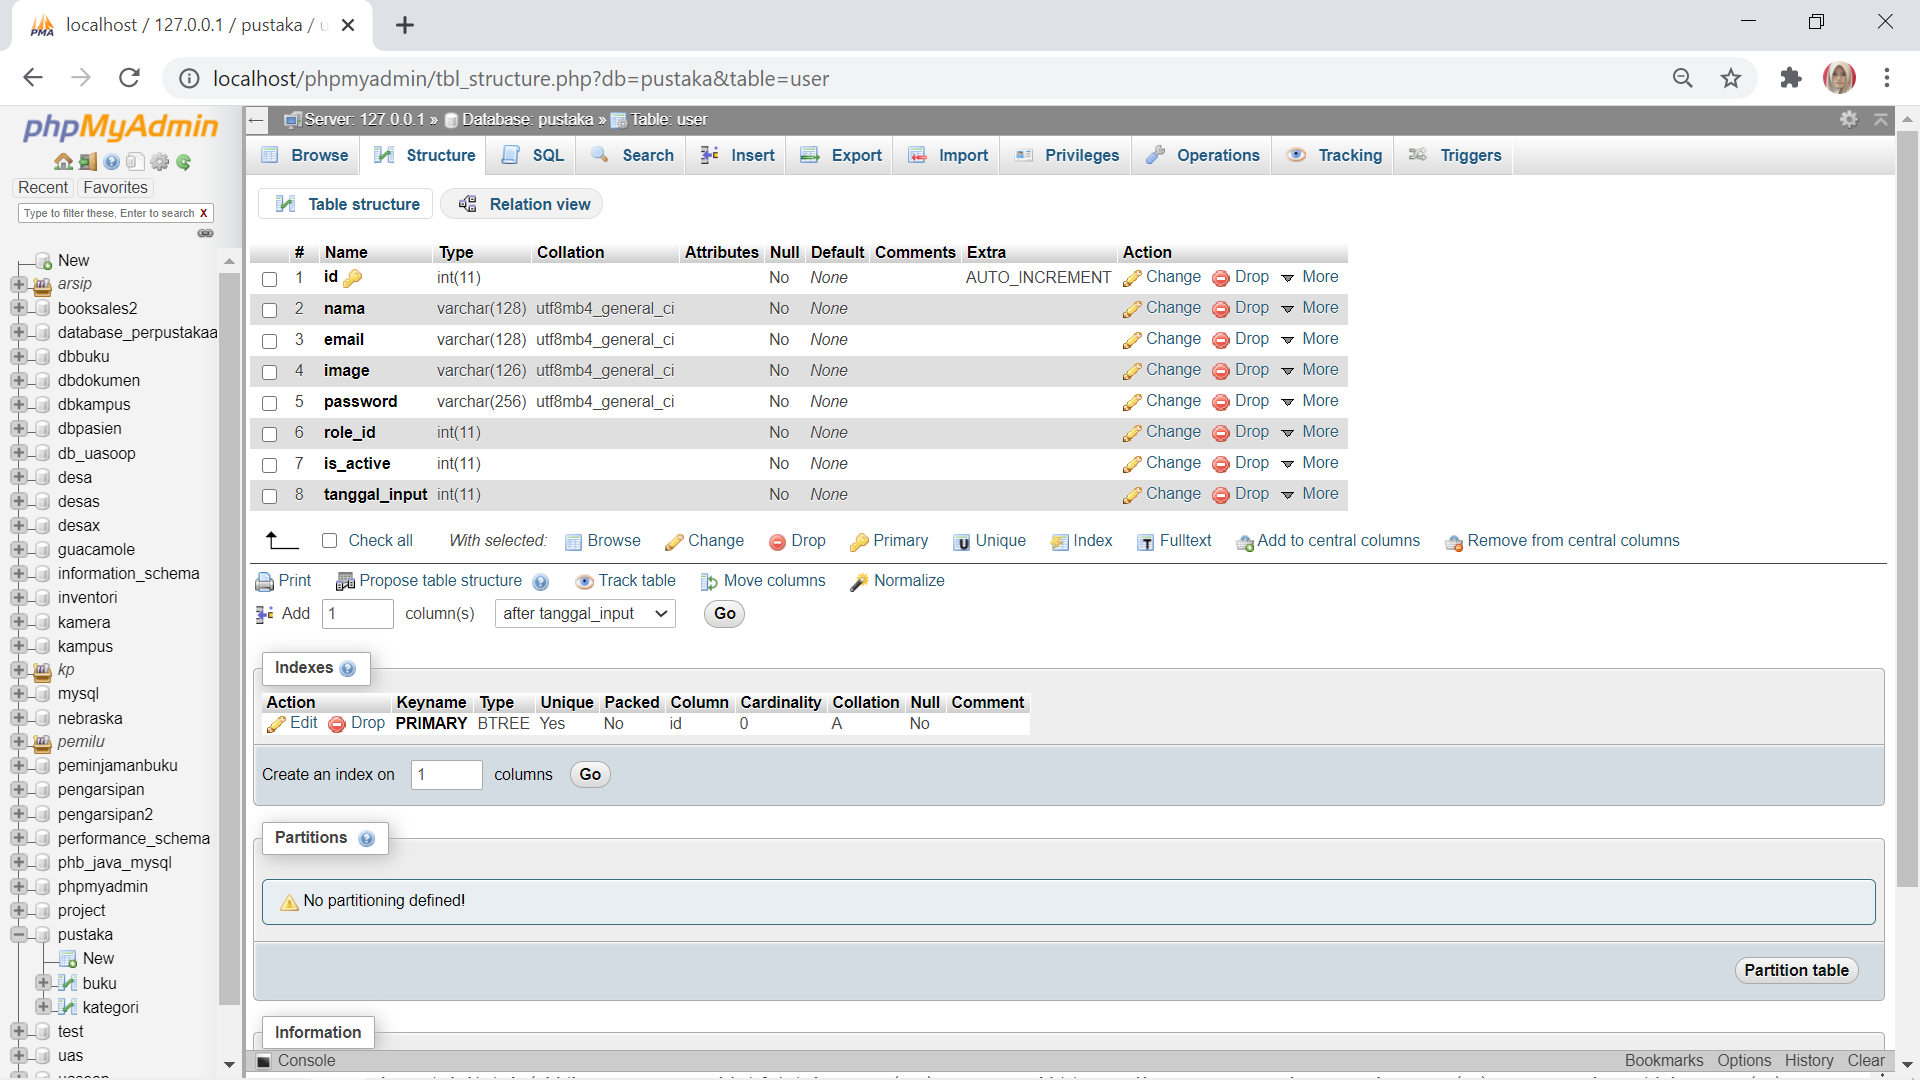 localhost / 127.0.0.1 / pustaka / u
localhost/phpmyadmin/tbl_structure.php?db=pustaka&table=user
phpMyAdmin
Recent Favorites
Type to filter these, Enter to search X
New
arsip
booksales2
database_perpustakaa
dbbuku
dbdokumen
dbkampus
dbpasien
db_uasoop
desa
desas
desax
guacamole
information_schema
inventori
kamera
kampus
kp
mysql
nebraska
pemilu
peminjamanbuku
pengarsipan
pengarsipan2
performance_schema
phb_java_mysql
phpmyadmin
project
pustaka
New
buku
kategori
test
uas
Server: 127.0.0.1 » Database: pustaka » Table: user
Browse Structure SQL Search Insert Export Import Privileges Operations Tracking Triggers
Table structure Relation view
# Name Type Collation Attributes Null Default Comments Extra Action
1 id int(11) No None AUTO_INCREMENT Change Drop More
2 nama varchar(128) utf8mb4_general_ci No None Change Drop More
3 email varchar(128) utf8mb4_general_ci No None Change Drop More
4 image varchar(126) utf8mb4_general_ci No None Change Drop More
5 password varchar(256) utf8mb4_general_ci No None Change Drop More
6 role_id int(11) No None Change Drop More
7 is_active int(11) No None Change Drop More
8 tanggal_input int(11) No None Change Drop More
Check all With selected: Browse Change Drop Primary Unique Index Fulltext Add to central columns Remove from central columns
Print Propose table structure Track table Move columns Normalize
Add 1 column(s) after tanggal_input Go
Indexes
Action Keyname Type Unique Packed Column Cardinality Collation Null Comment
Edit Drop PRIMARY BTREE Yes No id 0 A No
Create an index on 1 columns Go
Partitions
No partitioning defined!
Partition table
Information
Console Bookmarks Options History Clear